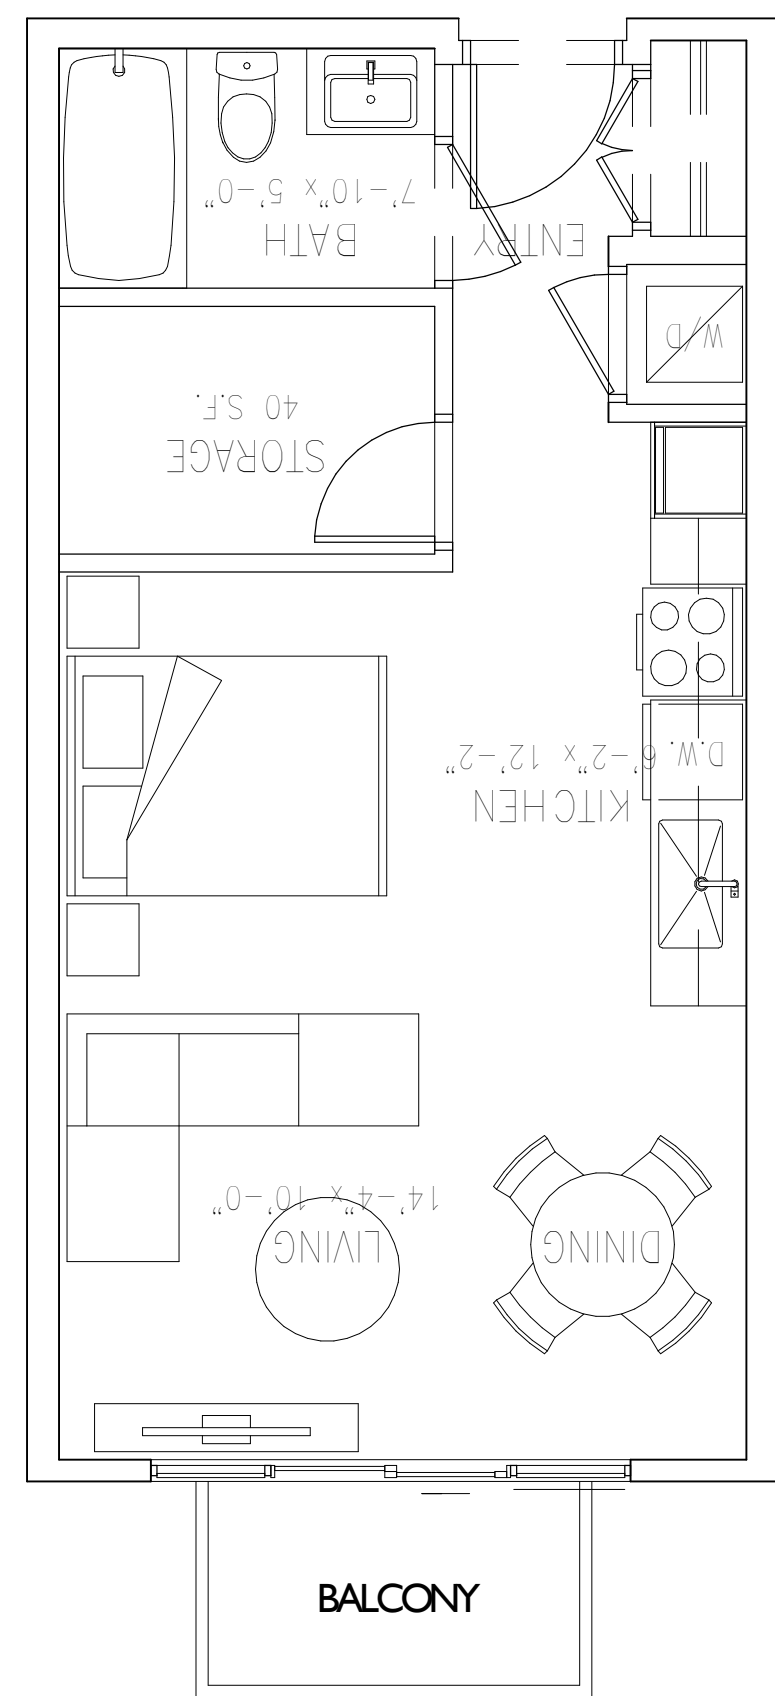 BATH
7'-10"x 5'-0"
ENTRY
W/D
STORAGE
40 S.F.
KITCHEN
6'-2"x 12'-2"
D.W.
LIVING
14'-4"x 10'-0"
DINING
BALCONY